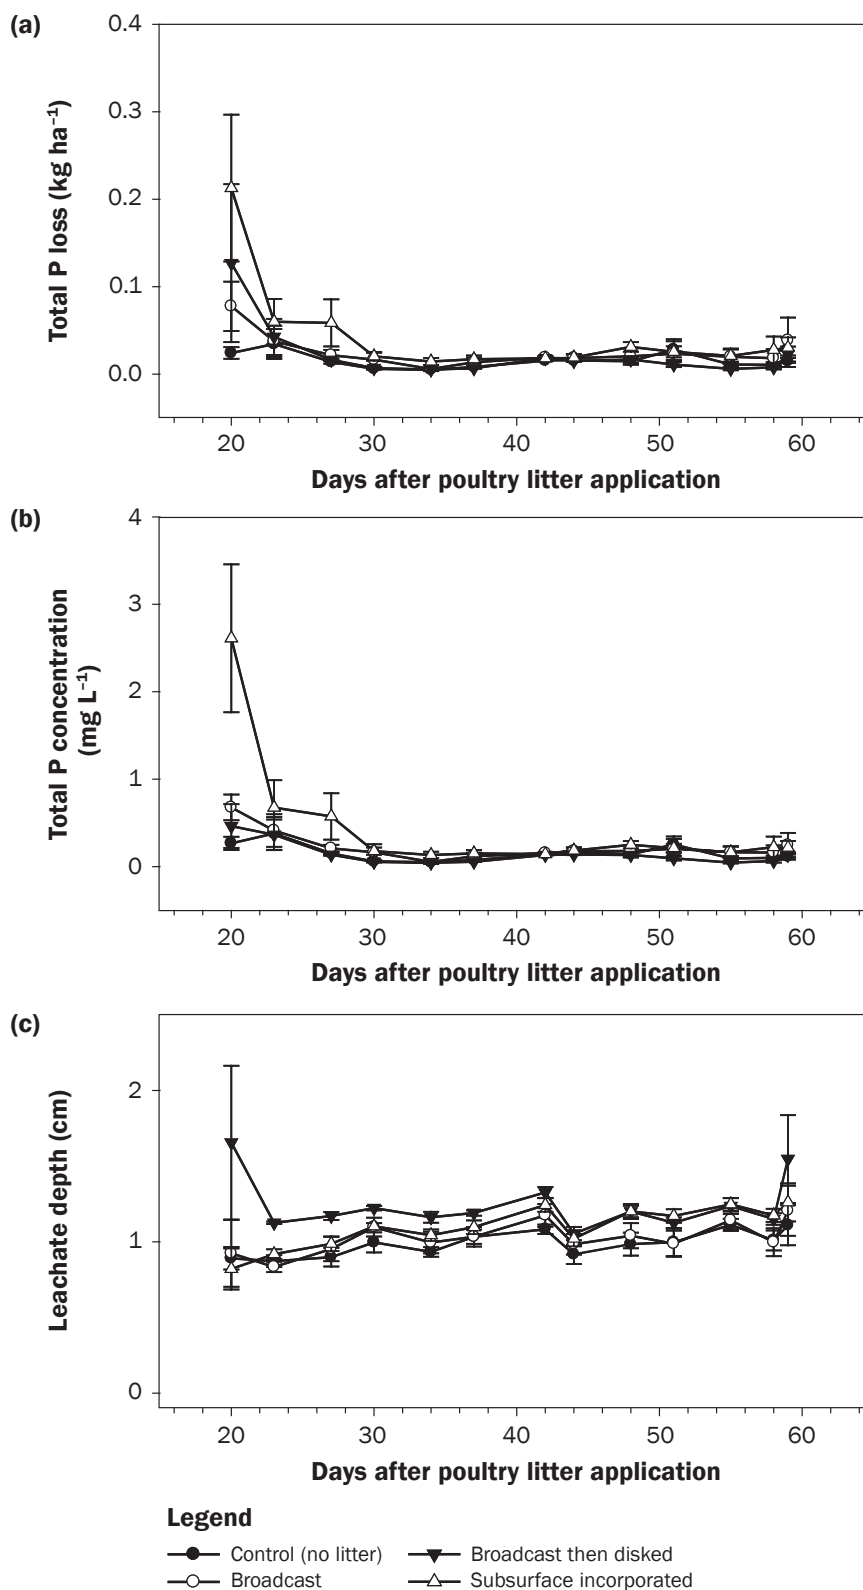 (a)
0.4
0.3
0.2
0.1
0.0
Total P loss (kg ha⁻¹)
20 30 40 50 60
Days after poultry litter application
(b)
4
3
2
1
0
Total P concentration
(mg L⁻¹)
20 30 40 50 60
Days after poultry litter application
(c)
2
1
0
Leachate depth (cm)
20 30 40 50 60
Days after poultry litter application
Legend
Control (no litter) Broadcast then disked
Broadcast Subsurface incorporated